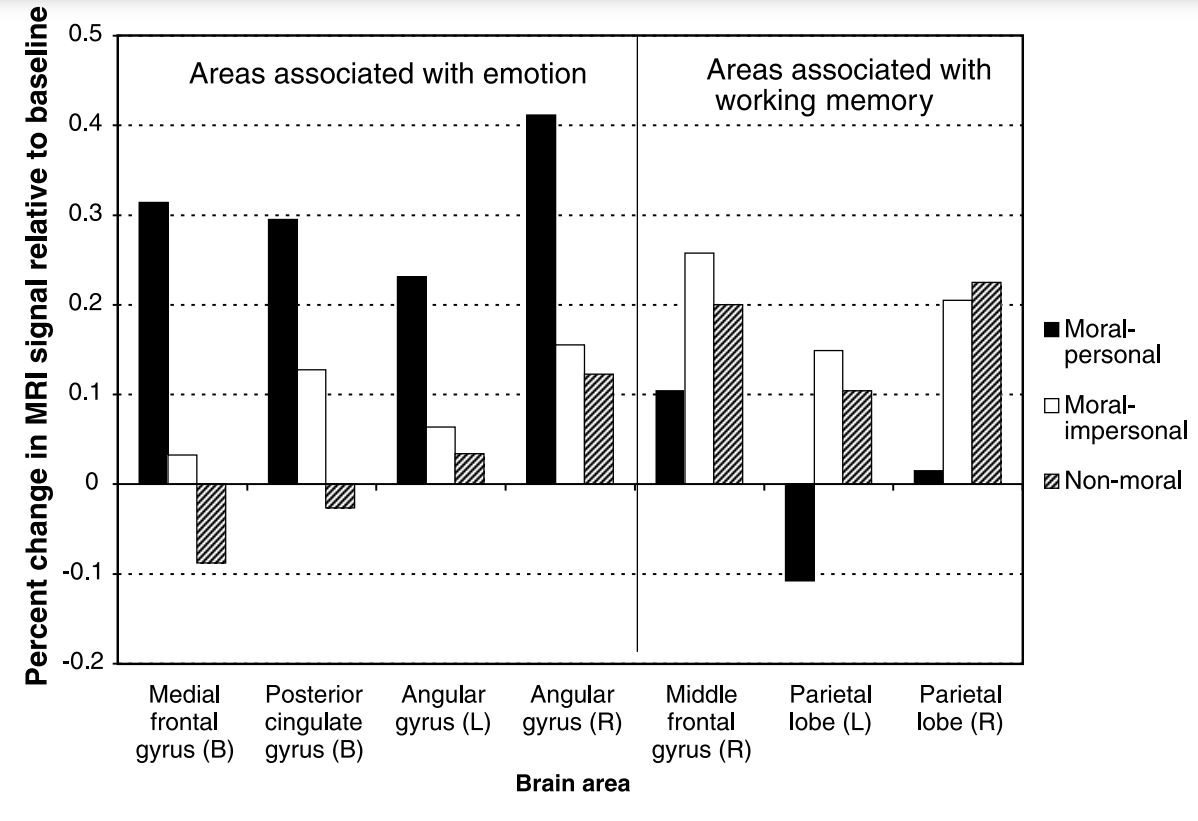 Percent change in MRI signal relative to baseline
0.5
0.4
0.3
0.2
0.1
0
-0.1
-0.2
Areas associated with emotion
Areas associated with
working memory
Medial
frontal
gyrus (B)
Posterior
cingulate
gyrus (B)
Angular
gyrus (L)
Angular
gyrus (R)
Middle
frontal
gyrus (R)
Parietal
lobe (L)
Parietal
lobe (R)
Brain area
Moral-
personal
Moral-
impersonal
Non-moral